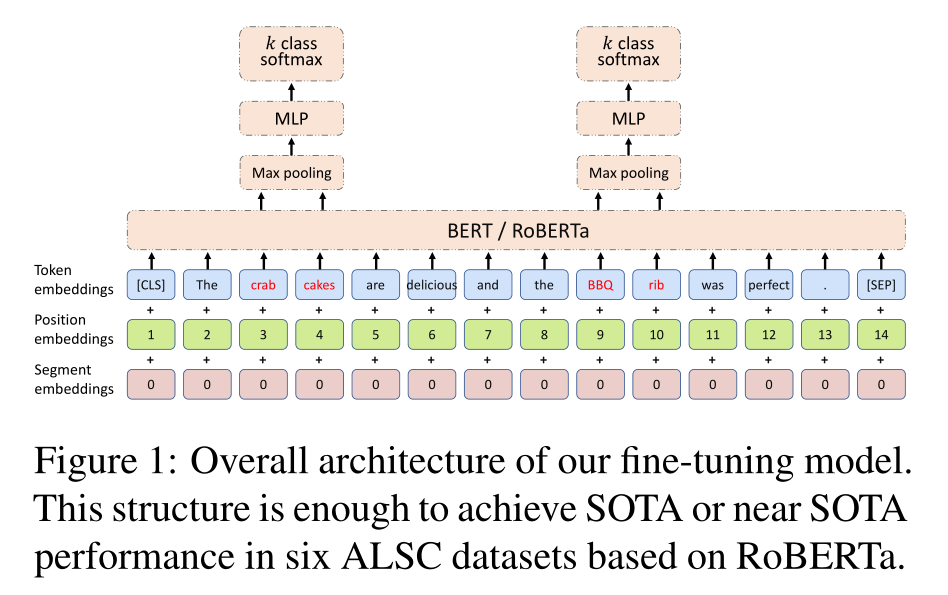 k class softmax
k class softmax
MLP
MLP
Max pooling
Max pooling
BERT / RoBERTa
Token embeddings
[CLS] The crab cakes are delicious and the BBQ rib was perfect . [SEP]
+ + + + + + + + + + + + + +
Position embeddings
1 2 3 4 5 6 7 8 9 10 11 12 13 14
+ + + + + + + + + + + + + +
Segment embeddings
0 0 0 0 0 0 0 0 0 0 0 0 0 0
Figure 1: Overall architecture of our fine-tuning model.
This structure is enough to achieve SOTA or near SOTA
performance in six ALSC datasets based on RoBERTa.